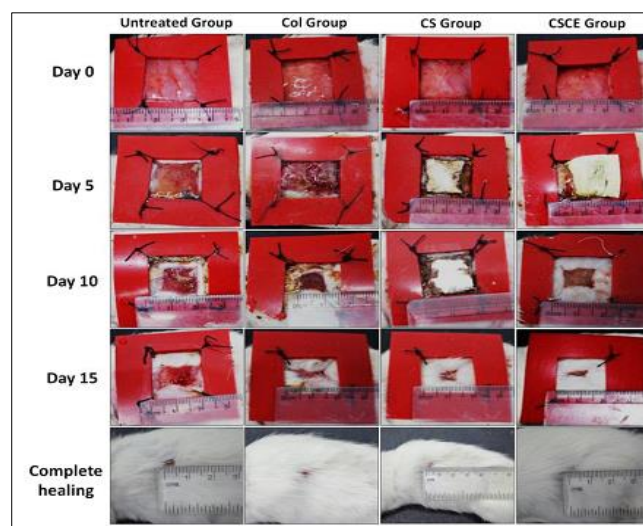 Untreated Group Col Group CS Group CSCE Group
Day 0
Day 5
Day 10
Day 15
Complete
healing